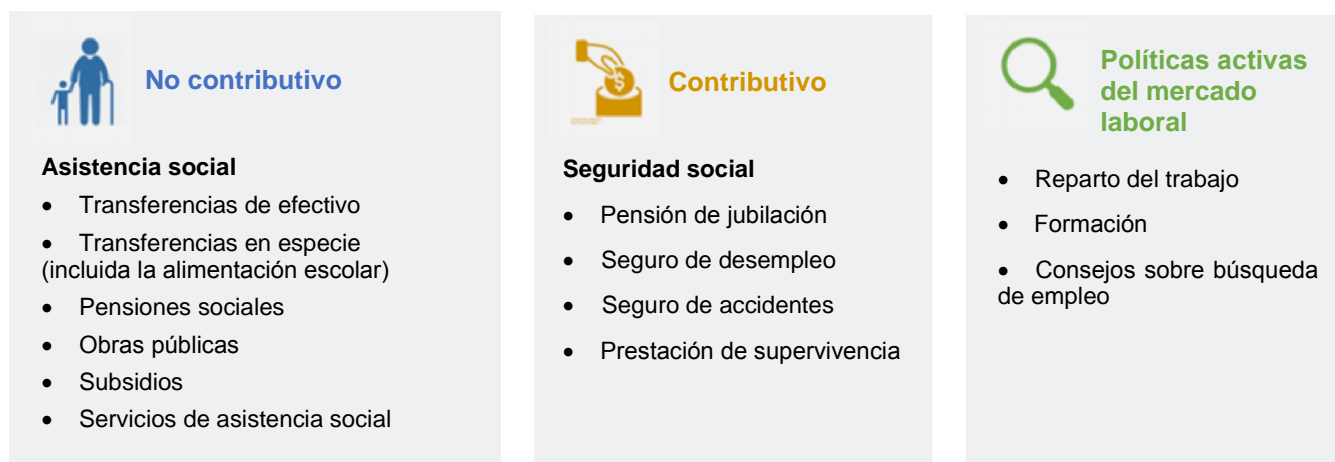 No contributivo
Asistencia social
• Transferencias de efectivo
• Transferencias en especie
(incluida la alimentación escolar)
• Pensiones sociales
• Obras públicas
• Subsidios
• Servicios de asistencia social
Contributivo
Seguridad social
• Pensión de jubilación
• Seguro de desempleo
• Seguro de accidentes
• Prestación de supervivencia
Políticas activas
del mercado
laboral
• Reparto del trabajo
• Formación
• Consejos sobre búsqueda
de empleo